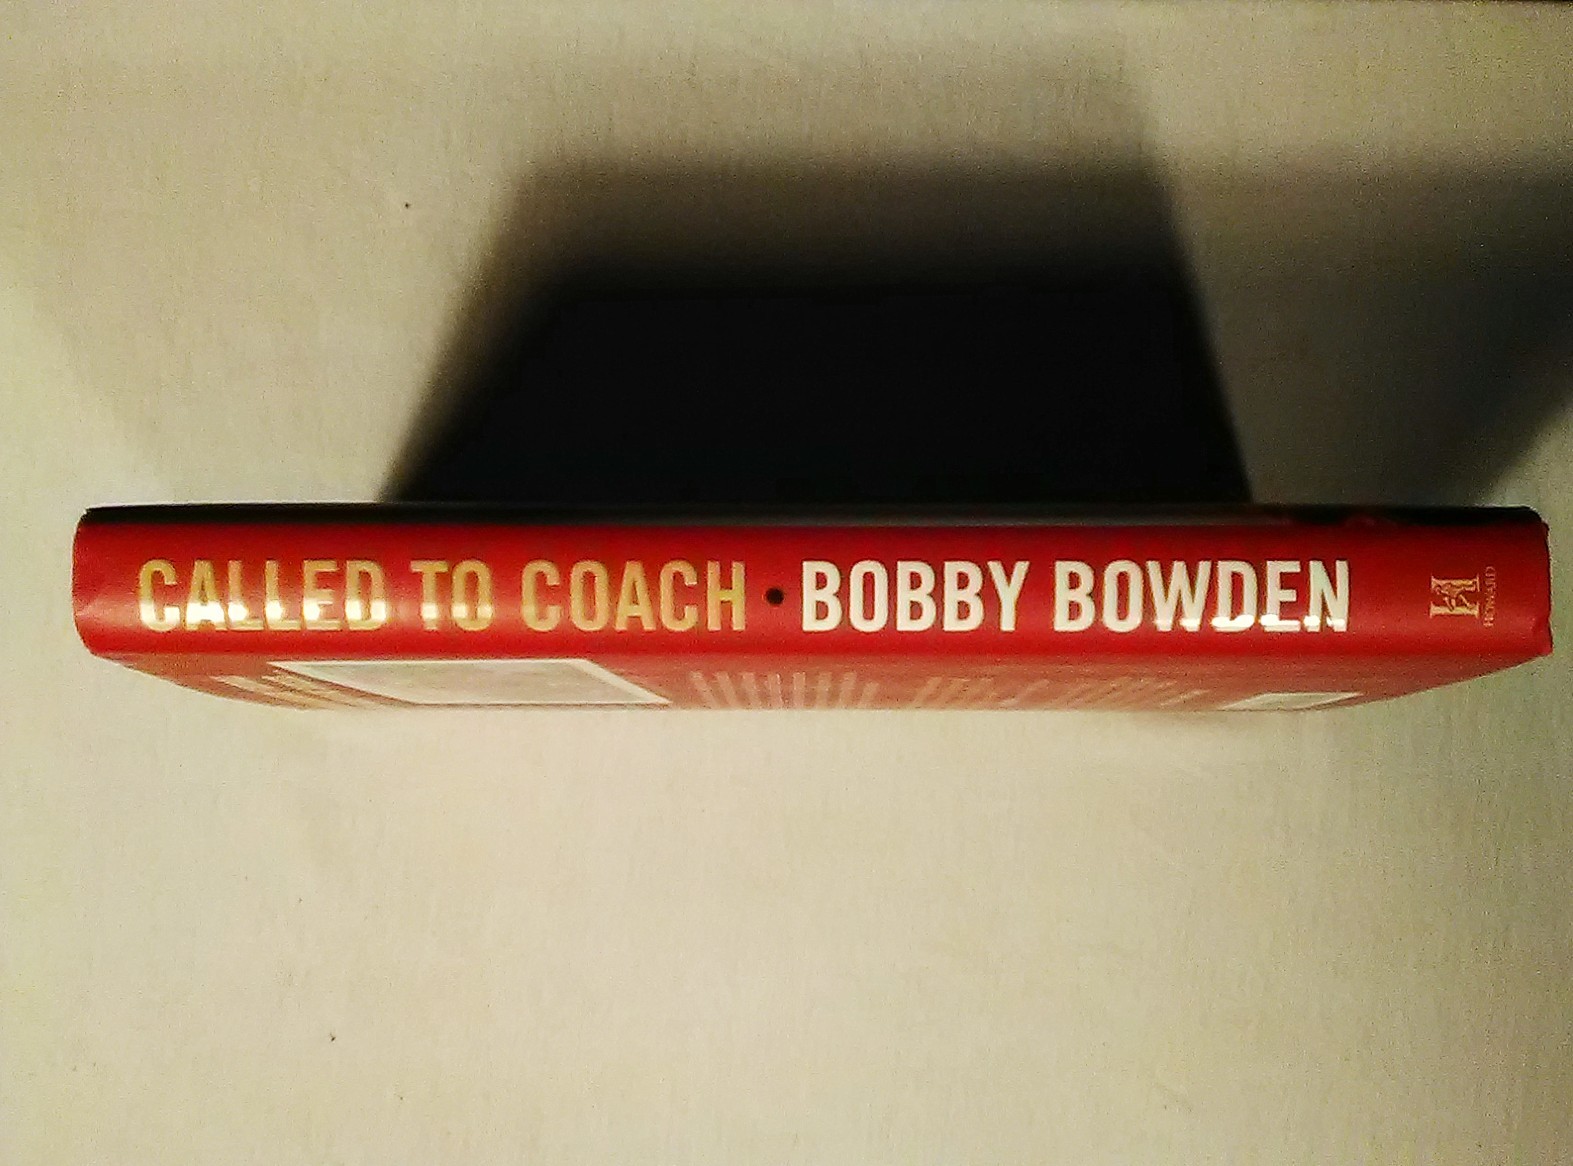 CALLED TO COACH • BOBBY BOWDEN
HOWARD